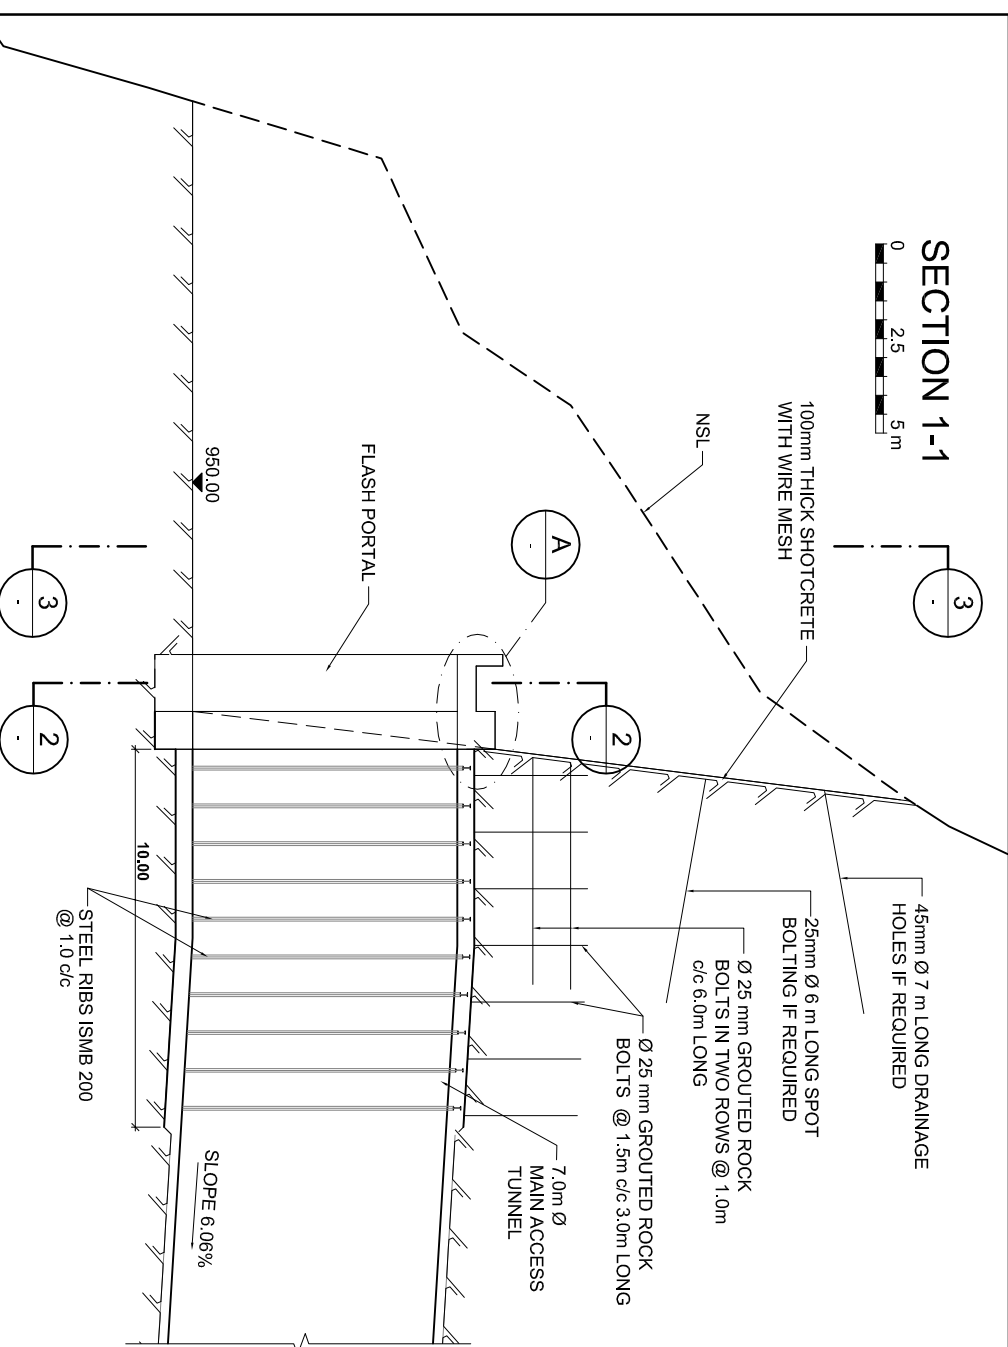 SECTION 1-1
0 2.5 5 m
100mm THICK SHOTCRETE
WITH WIRE MESH
NSL
3
-
45mm Ø 7 m LONG DRAINAGE
HOLES IF REQUIRED
25mm Ø 6 m LONG SPOT
BOLTING IF REQUIRED
Ø 25 mm GROUTED ROCK
BOLTS IN TWO ROWS @ 1.0m
c/c 6.0m LONG
Ø 25 mm GROUTED ROCK
BOLTS @ 1.5m c/c 3.0m LONG
A
-
2
-
7.0m Ø
MAIN ACCESS
TUNNEL
FLASH PORTAL
950.00
SLOPE 6.06%
10.00
STEEL RIBS ISMB 200
@ 1.0 c/c
3
-
2
-